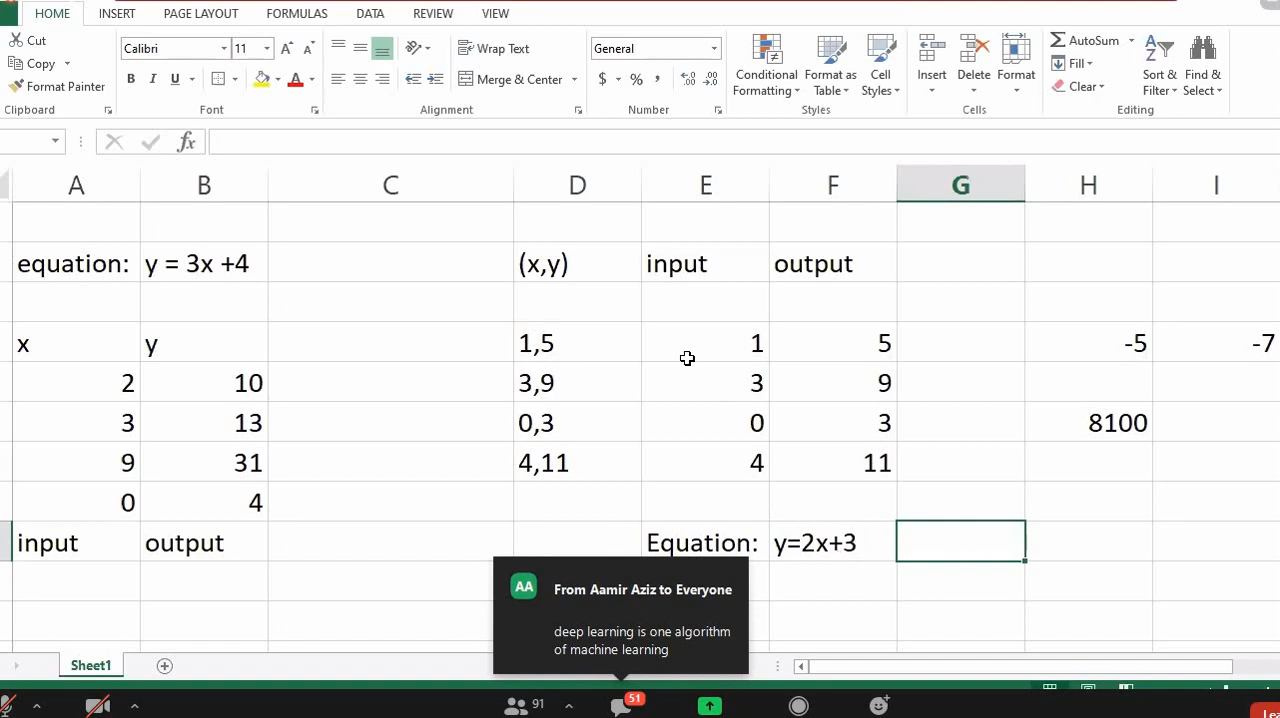 HOME INSERT PAGE LAYOUT FORMULAS DATA REVIEW VIEW
Cut
Copy
Format Painter
Clipboard
Calibri 11 A A
B I U A
Font
Wrap Text
Merge & Center
Alignment
General
$ % , .00 .00
Number
Conditional Formatting
Format as Table
Cell Styles
Styles
Insert
Delete
Format
Cells
AutoSum
Fill
Clear
Sort & Filter
Find & Select
Editing
fx
A B C D E F G H I
equation: y = 3x +4 (x,y) input output
x y 1,5 1 5 -5 -7
2 10 3,9 3 9
3 13 0,3 0 3 8100
9 31 4,11 4 11
0 4
input output Equation: y=2x+3
AA From Aamir Aziz to Everyone
deep learning is one algorithm
of machine learning
Sheet1
91 51